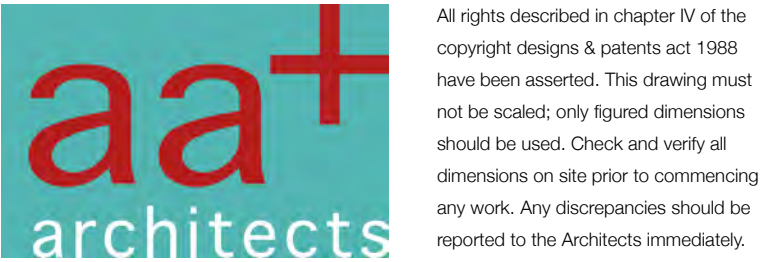 aa+
architects
All rights described in chapter IV of the
copyright designs & patents act 1988
have been asserted. This drawing must
not be scaled; only figured dimensions
should be used. Check and verify all
dimensions on site prior to commencing
any work. Any discrepancies should be
reported to the Architects immediately.